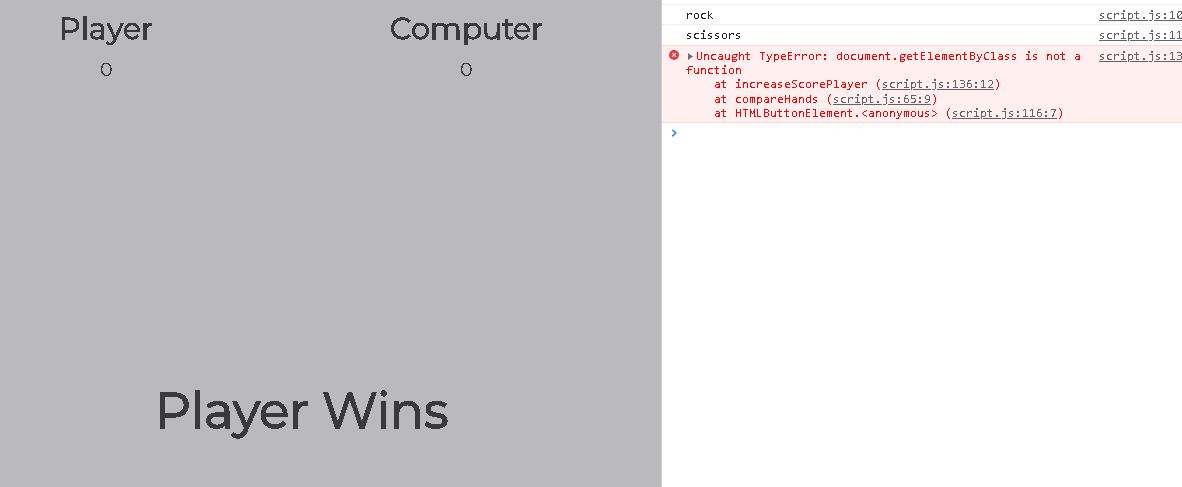 Player
Computer
0
0
Player Wins
rock script.js:10
scissors script.js:11
Uncaught TypeError: document.getElementByClass is not a script.js:13
function
at increaseScorePlayer (script.js:136:12)
at compareHands (script.js:65:9)
at HTMLButtonElement.<anonymous> (script.js:116:7)